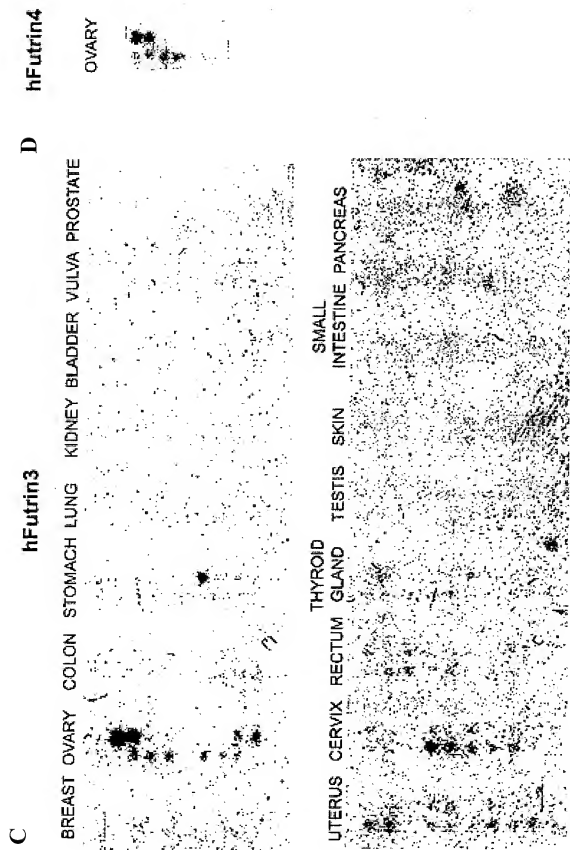 C
hFutrin3
BREAST OVARY COLON STOMACH LUNG KIDNEY BLADDER VULVA PROSTATE
THYROID SMALL
UTERUS CERVIX RECTUM GLAND TESTIS SKIN INTESTINE PANCREAS
D
hFutrin4
OVARY